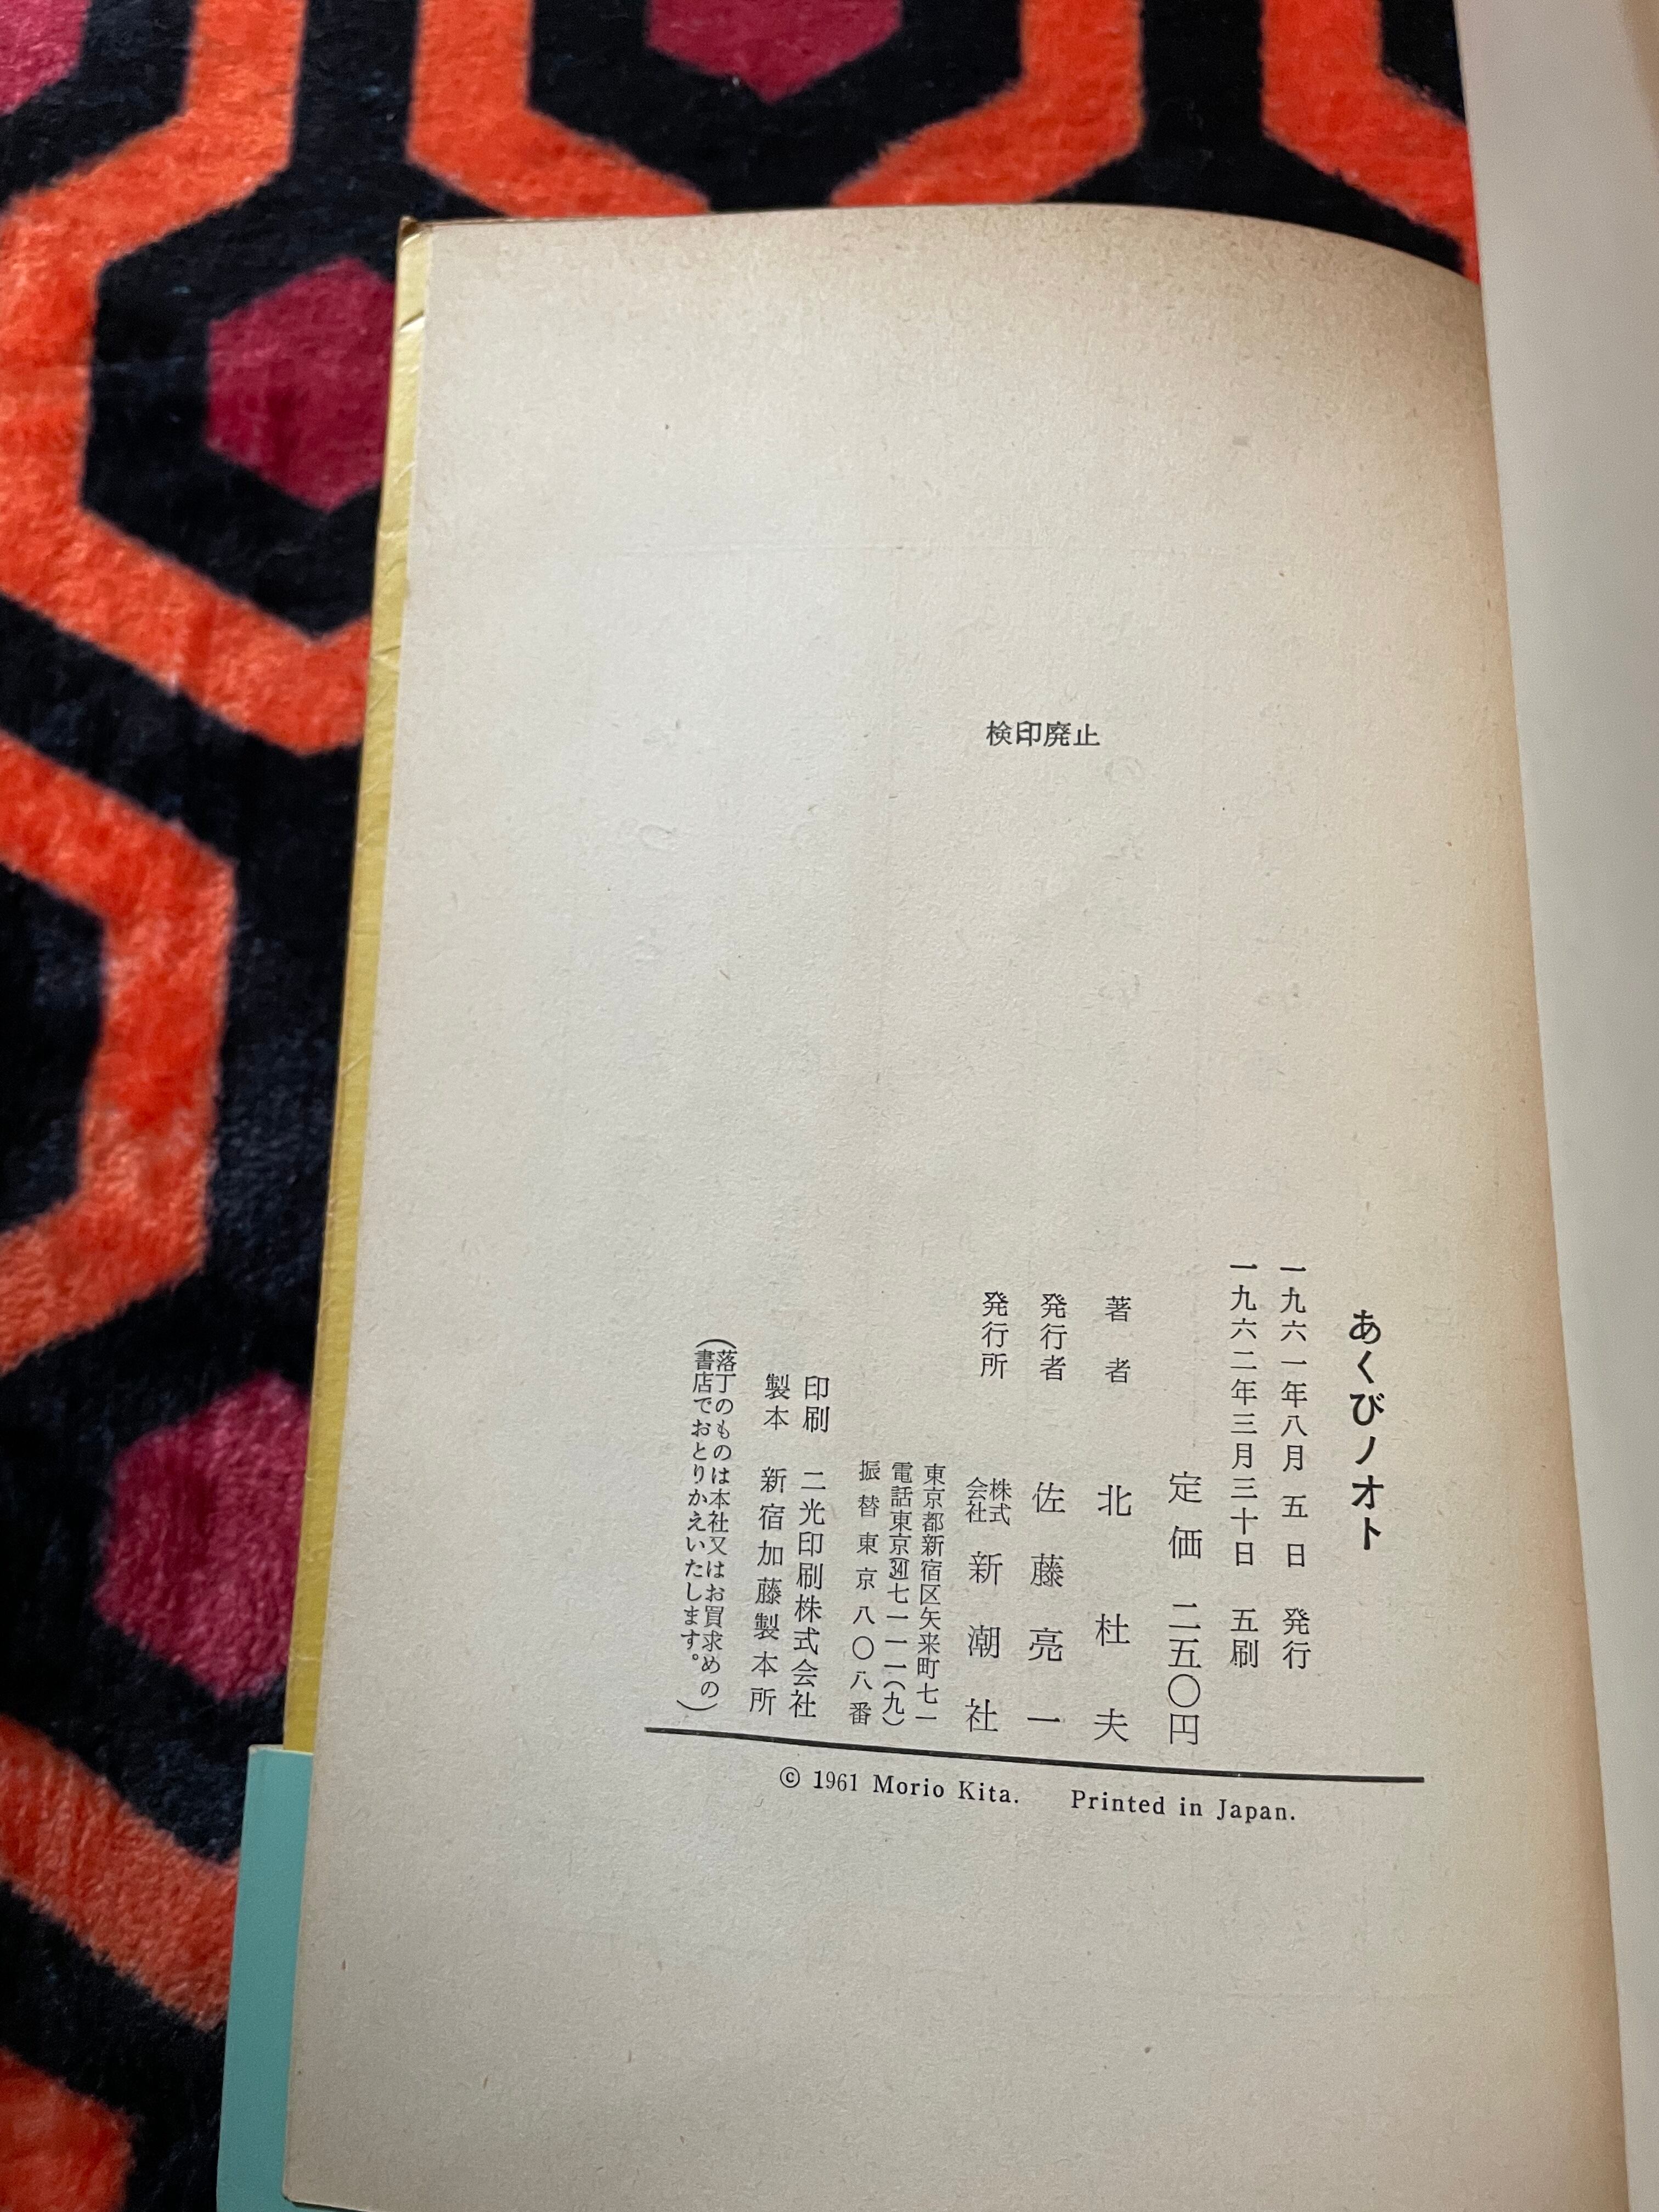 検印廃止
あくびノオト
一九六一年八月 五 日 発行
一九六二年三月三十日 五刷
定価 二五〇円
著者 北杜夫
発行者 佐藤亮一
発行所 株式会社 新潮社
東京都新宿区矢来町七一
電話東京 七一一一(九)
振替東京八〇八番
印刷 二光印刷株式会社
製本 新宿加藤製本所
(落丁のものは本社又はお買求めの
書店でおとりかえいたします。)
© 1961 Morio Kita. Printed in Japan.